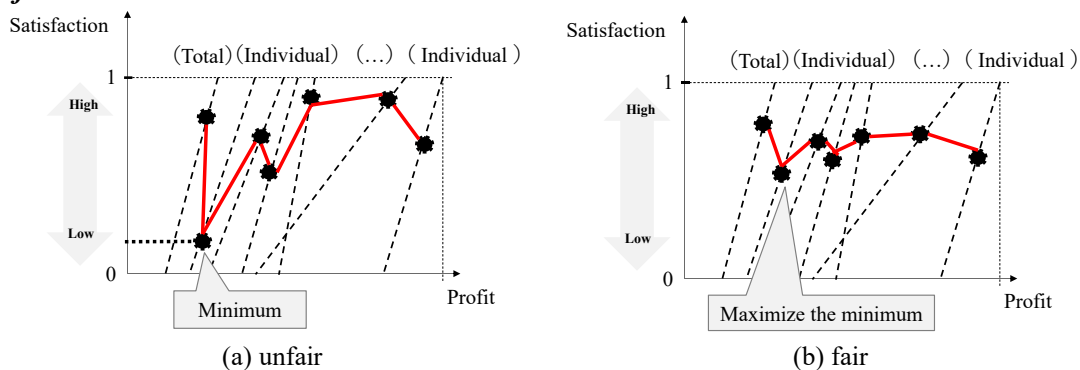 Satisfaction
(Total) (Individual) (…) ( Individual )
1
High
Low
0
Profit
Minimum
(a) unfair
Satisfaction
(Total) (Individual) (…) ( Individual )
1
High
Low
0
Profit
Maximize the minimum
(b) fair